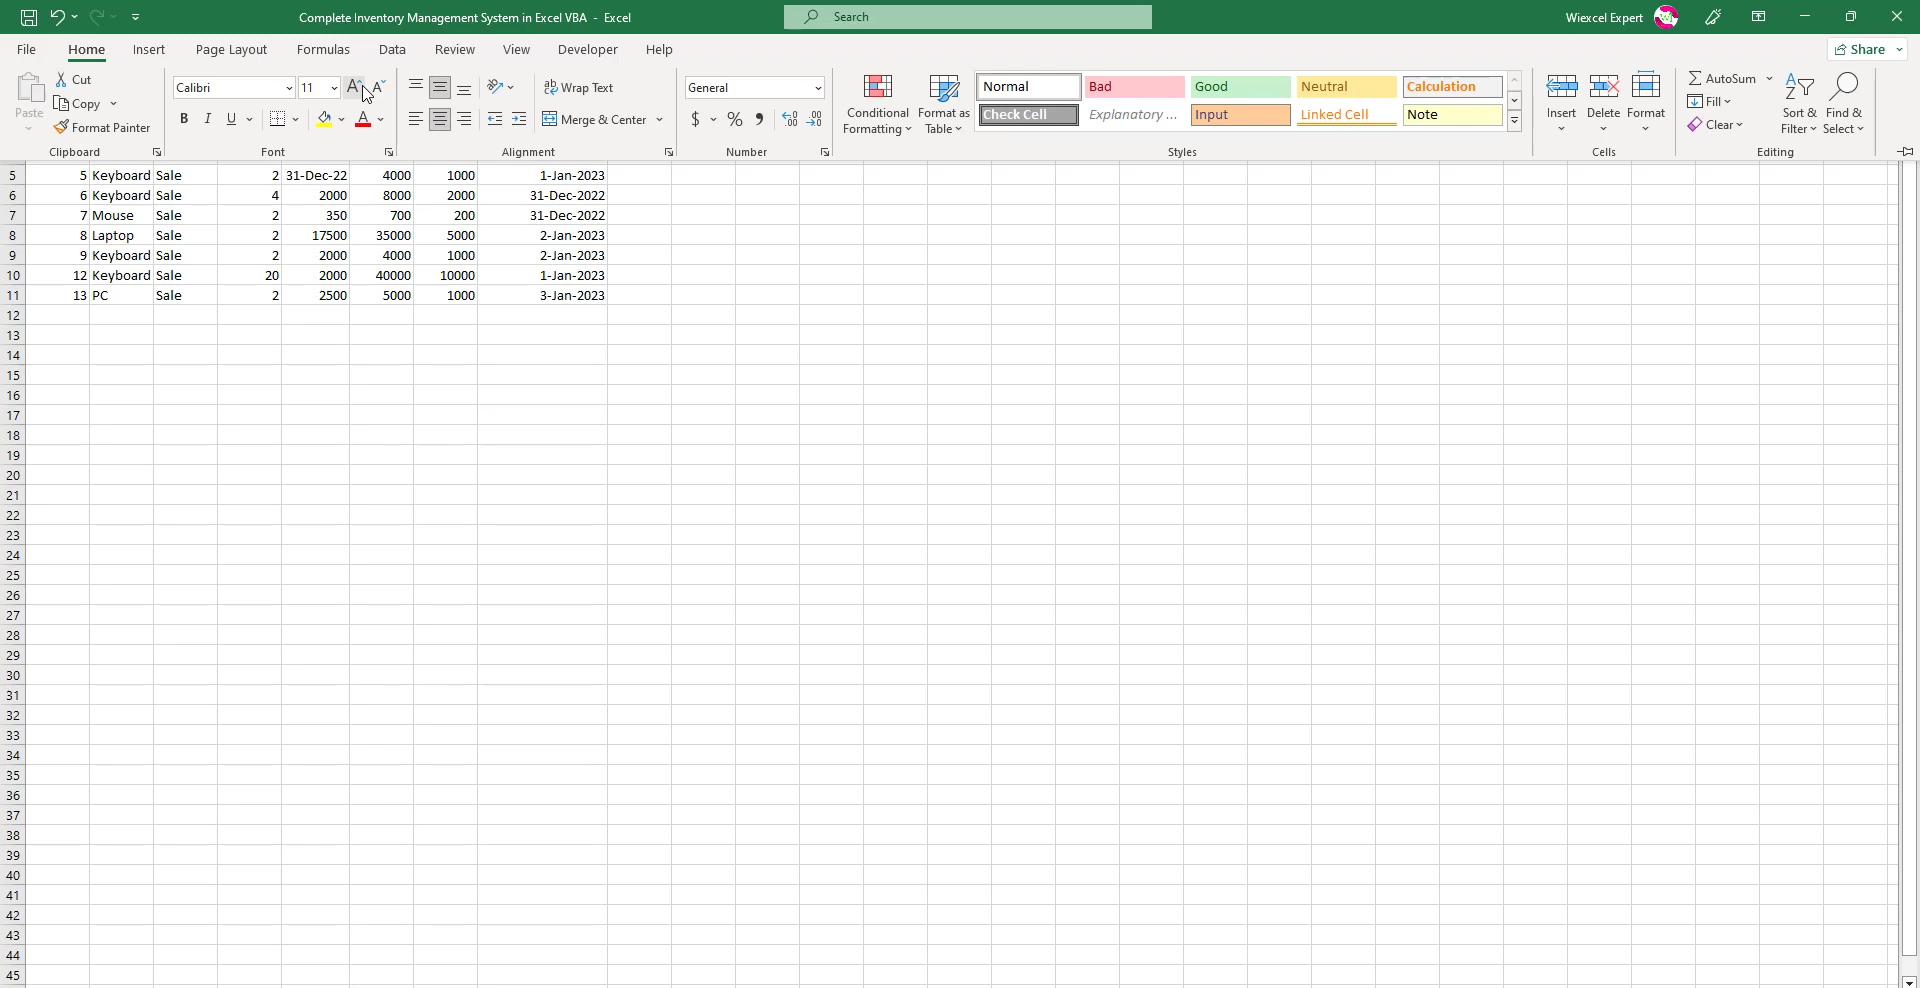 Complete Inventory Management System in Excel VBA - Excel
Search
Wiexcel Expert
File Home Insert Page Layout Formulas Data Review View Developer Help
Share
Paste
Cut
Copy
Format Painter
Clipboard
Calibri 11
B I U
Font
Wrap Text
Merge & Center
Alignment
General
$ % ,
Number
Conditional Formatting
Format as Table
Normal Bad Good Neutral Calculation
Check Cell Explanatory ... Input Linked Cell Note
Styles
Insert Delete Format
Cells
AutoSum
Fill
Clear
Sort & Filter
Find & Select
Editing
5 5 Keyboard Sale 2 31-Dec-22 4000 1000 1-Jan-2023
6 6 Keyboard Sale 4 2000 8000 2000 31-Dec-2022
7 7 Mouse Sale 2 350 700 200 31-Dec-2022
8 8 Laptop Sale 2 17500 35000 5000 2-Jan-2023
9 9 Keyboard Sale 2 2000 4000 1000 2-Jan-2023
10 12 Keyboard Sale 20 2000 40000 10000 1-Jan-2023
11 13 PC Sale 2 2500 5000 1000 3-Jan-2023
12
13
14
15
16
17
18
19
20
21
22
23
24
25
26
27
28
29
30
31
32
33
34
35
36
37
38
39
40
41
42
43
44
45